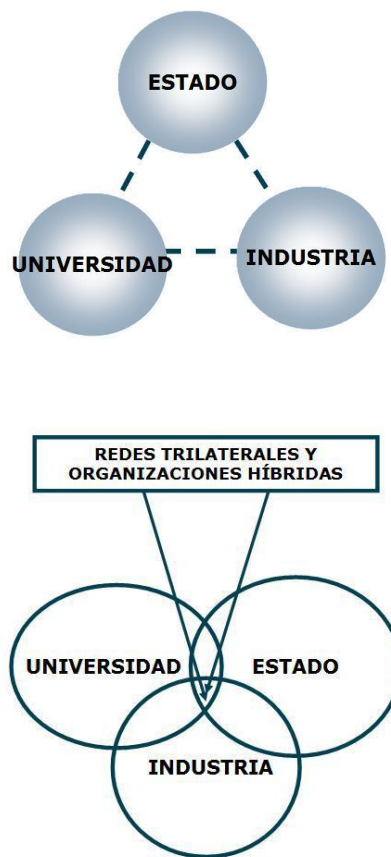 ESTADO
UNIVERSIDAD
INDUSTRIA
REDES TRILATERALES Y
ORGANIZACIONES HÍBRIDAS
UNIVERSIDAD
ESTADO
INDUSTRIA